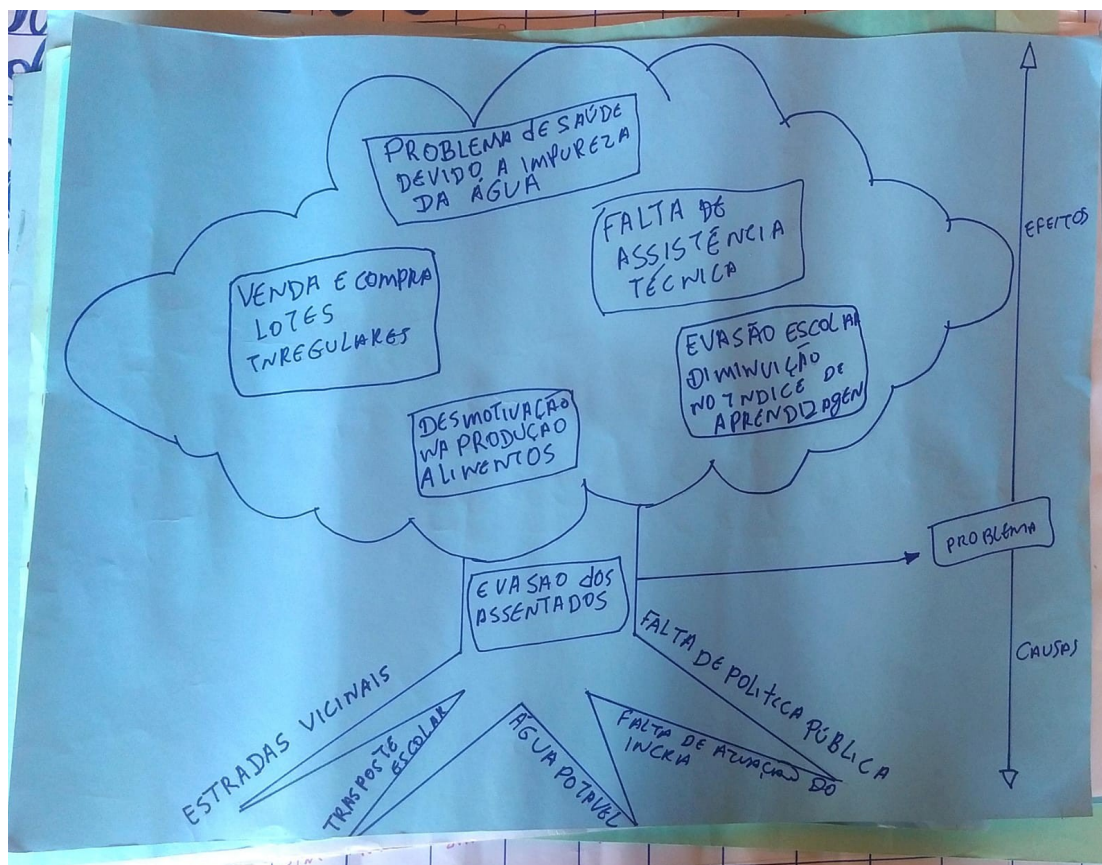 PROBLEMA dE SAÚDE
DEVIDO A IMPUREZA
DA ÁGUA
FALTA DE
ASSISTÊNCIA
TÉCNICA
VENDA E COMPRA
LOTES
INREGULARES
EVASÃO ESCOLAR
DIMINUIÇÃO
NO ÍNDICE DE
APRENDIZAgEN
DESMOTIVAÇÃO
NA PRODUÇÃO
ALIMENTOS
EFEITOS
PROBLEMA
CAUSAS
EVASAO dos
ASSENTADOS
ESTRADAS VICINAIS
TRASPOSTE
ESCOLAR
ÁGUA POTÁVEL
FALTA DE ATUAÇÃO DO
INCRA
FALTA DE POLITICA PÚBLICA